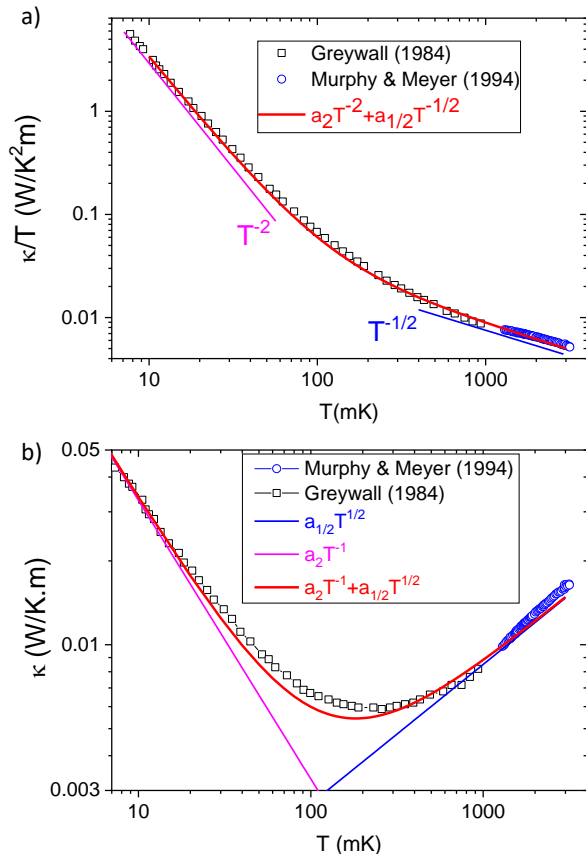 a)
κ/T (W/K²m)
1
0.1
0.01
Greywall (1984)
Murphy & Meyer (1994)
a₂T⁻²+a₁/₂T⁻¹/²
T⁻²
T⁻¹/²
10 100 1000
T(mK)
b)
κ (W/K.m)
0.05
0.01
0.003
Murphy & Meyer (1994)
Greywall (1984)
a₁/₂T¹/²
a₂T⁻¹
a₂T⁻¹+a₁/₂T¹/²
10 100 1000
T (mK)